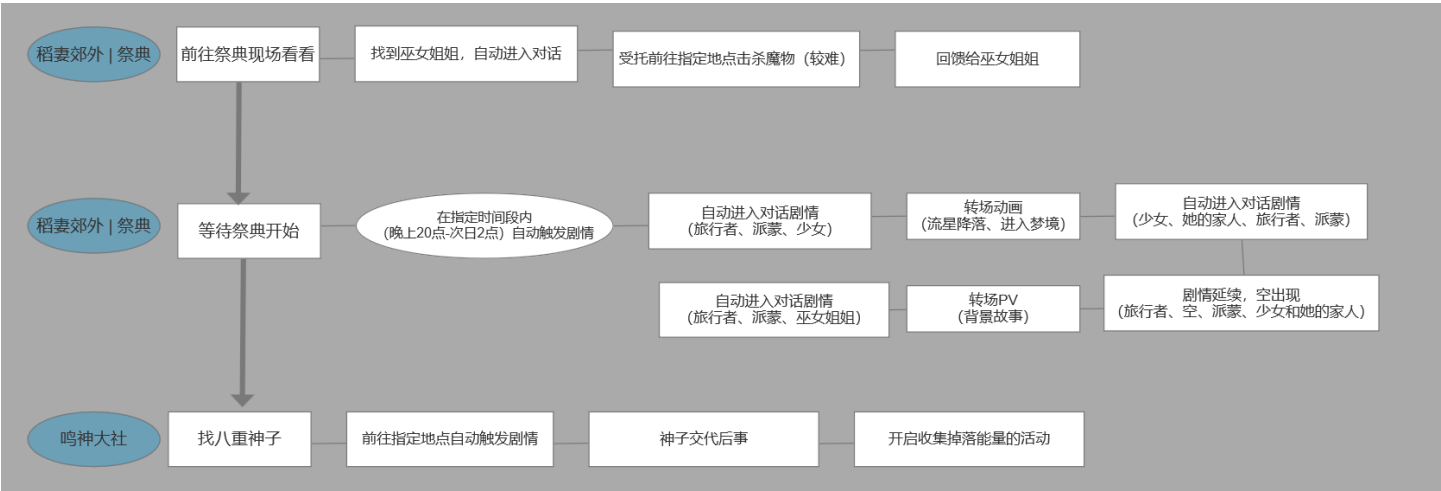 稻妻郊外 | 祭典
前往祭典现场看看
找到巫女姐姐，自动进入对话
受托前往指定地点击杀魔物（较难）
回馈给巫女姐姐
稻妻郊外 | 祭典
等待祭典开始
在指定时间段内
（晚上20点-次日2点）自动触发剧情
自动进入对话剧情
（旅行者、派蒙、少女）
转场动画
（流星降落、进入梦境）
自动进入对话剧情
（少女、她的家人、旅行者、派蒙）
剧情延续，空出现
（旅行者、空、派蒙、少女和她的家人）
转场PV
（背景故事）
自动进入对话剧情
（旅行者、派蒙、巫女姐姐）
鸣神大社
找八重神子
前往指定地点自动触发剧情
神子交代后事
开启收集掉落能量的活动